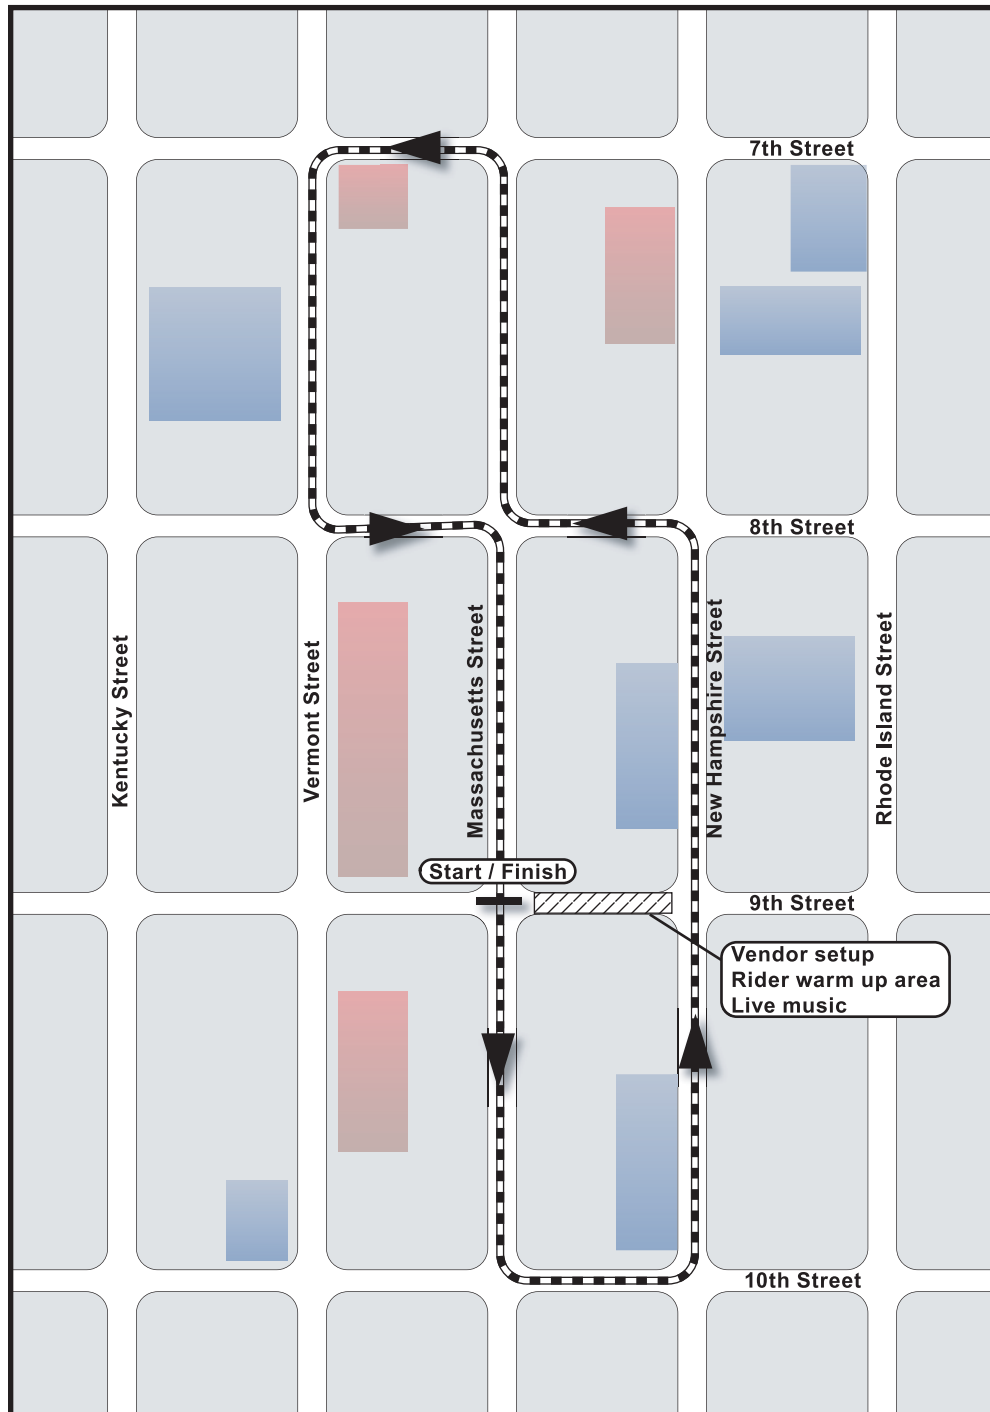 7th Street
8th Street
Kentucky Street
Vermont Street
Massachusetts Street
New Hampshire Street
Rhode Island Street
Start / Finish
9th Street
Vendor setup
Rider warm up area
Live music
10th Street